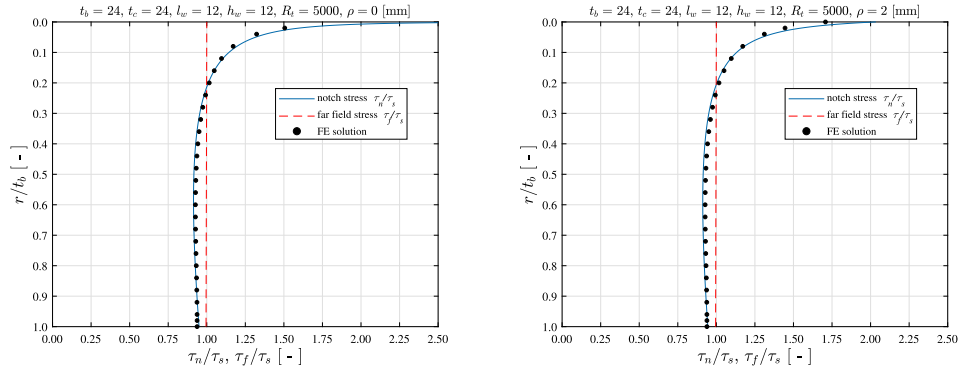 t_b = 24, t_c = 24, l_w = 12, h_w = 12, R_t = 5000, ρ = 0 [mm]
0.0
0.1
0.2
0.3
0.4
0.5
0.6
0.7
0.8
0.9
1.0
r/t_b [ - ]
notch stress τ_n/τ_s
far field stress τ_f/τ_s
FE solution
0.00 0.25 0.50 0.75 1.00 1.25 1.50 1.75 2.00 2.25 2.50
τ_n/τ_s, τ_f/τ_s [ - ]
t_b = 24, t_c = 24, l_w = 12, h_w = 12, R_t = 5000, ρ = 2 [mm]
0.0
0.1
0.2
0.3
0.4
0.5
0.6
0.7
0.8
0.9
1.0
r/t_b [ - ]
notch stress τ_n/τ_s
far field stress τ_f/τ_s
FE solution
0.00 0.25 0.50 0.75 1.00 1.25 1.50 1.75 2.00 2.25 2.50
τ_n/τ_s, τ_f/τ_s [ - ]